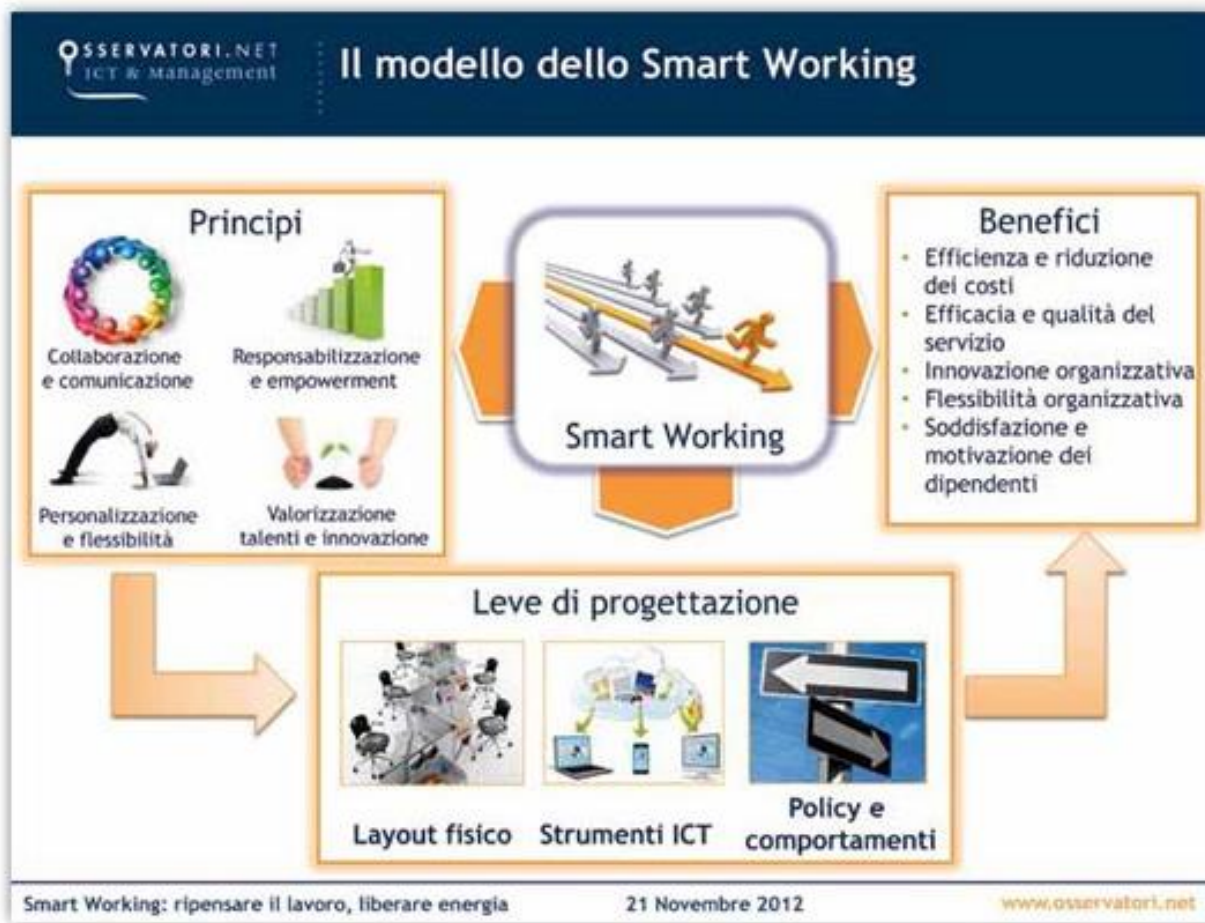 OSSERVATORI.NET
ICT & Management
Il modello dello Smart Working
Principi
Collaborazione
e comunicazione
Responsabilizzazione
e empowerment
Personalizzazione
e flessibilità
Valorizzazione
talenti e innovazione
Smart Working
Benefici
• Efficienza e riduzione
dei costi
• Efficacia e qualità del
servizio
• Innovazione organizzativa
• Flessibilità organizzativa
• Soddisfazione e
motivazione dei
dipendenti
Leve di progettazione
Layout fisico
Strumenti ICT
Policy e
comportamenti
Smart Working: ripensare il lavoro, liberare energia
21 Novembre 2012
www.osservatori.net